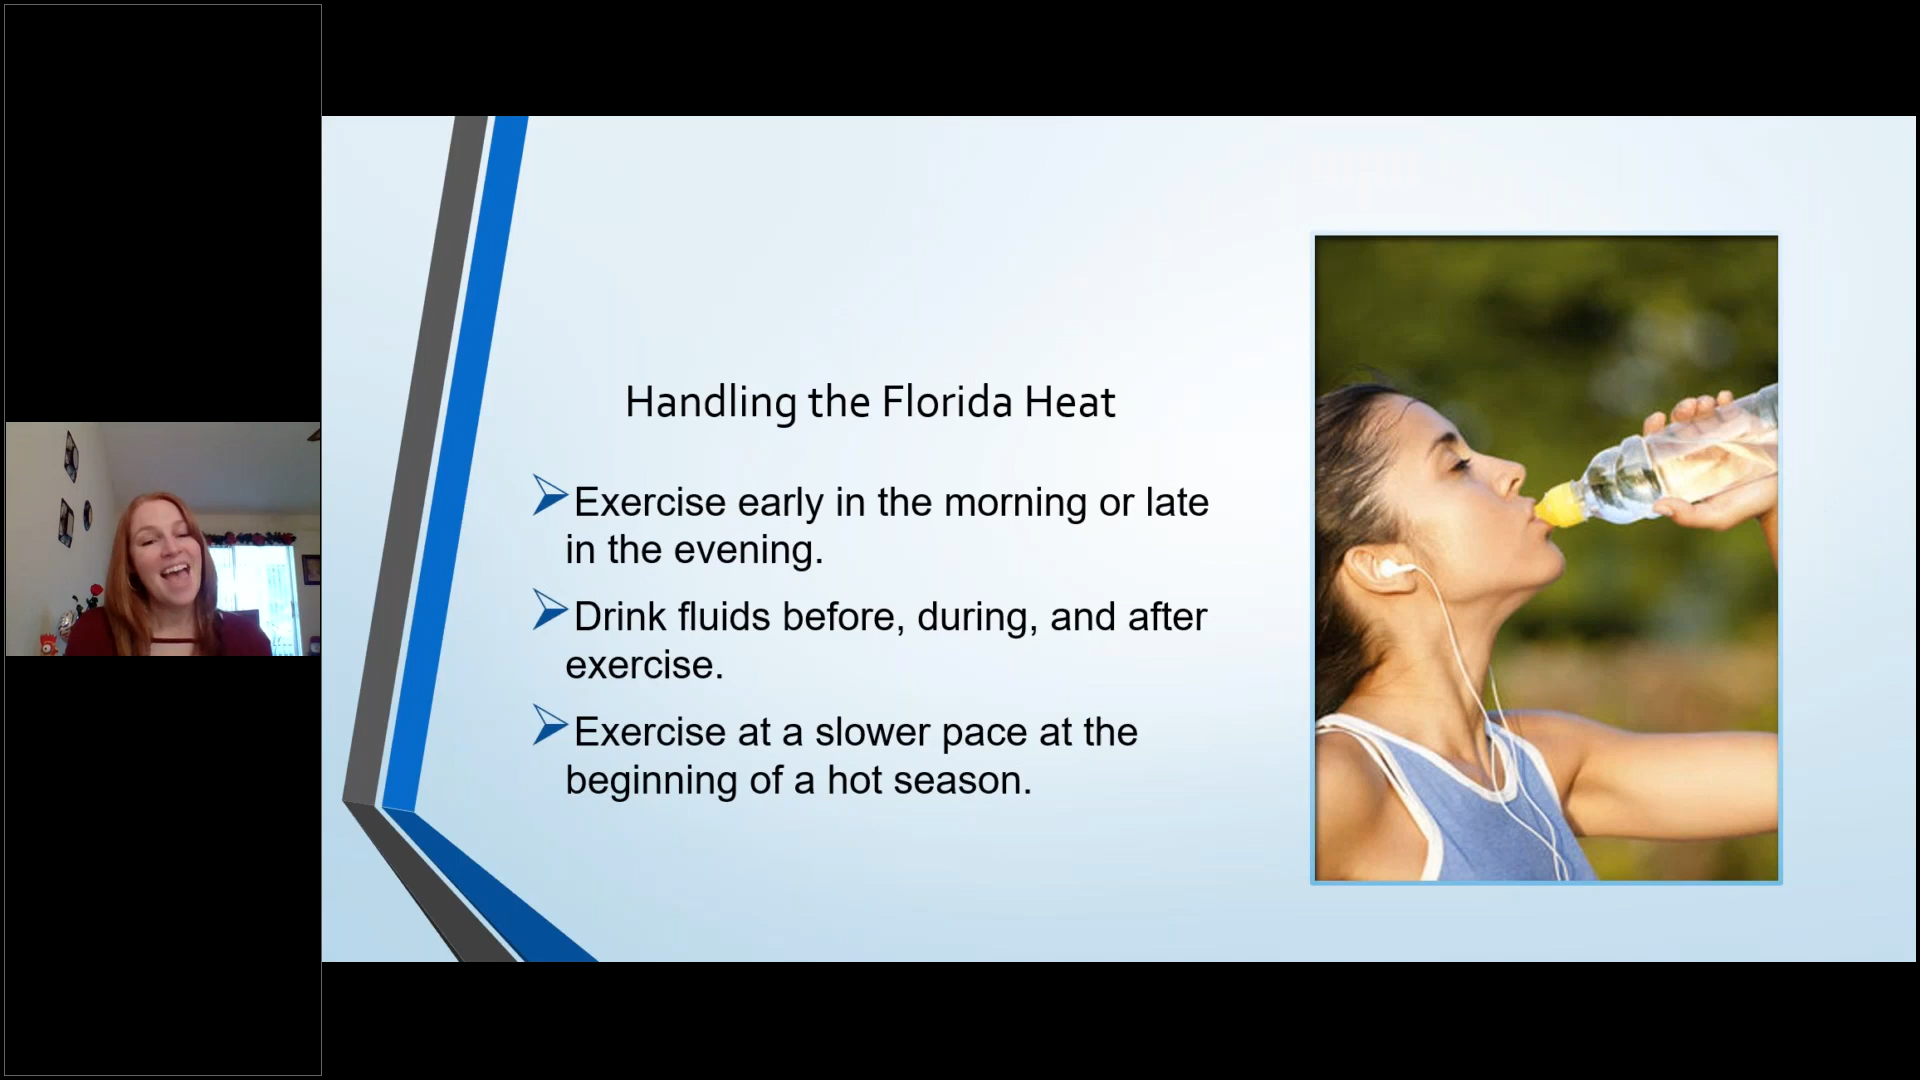 Handling the Florida Heat
Exercise early in the morning or late
in the evening.
Drink fluids before, during, and after
exercise.
Exercise at a slower pace at the
beginning of a hot season.